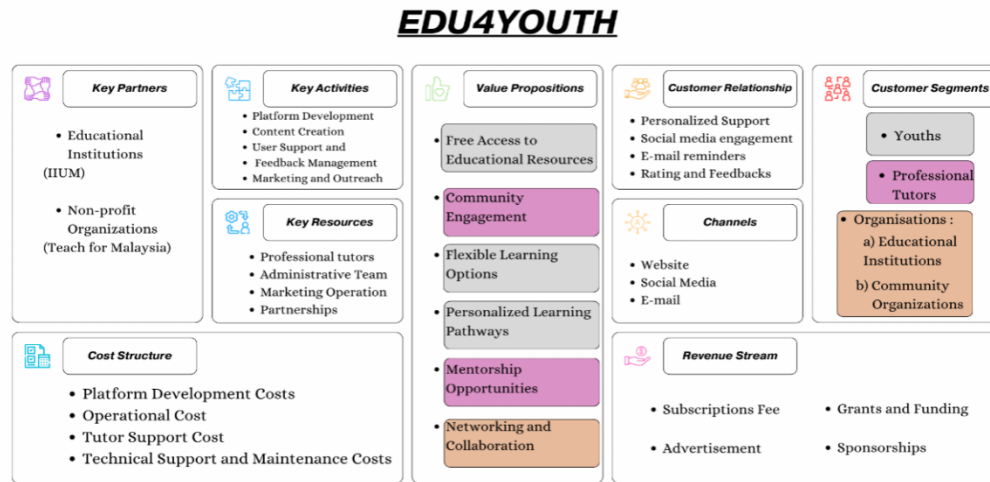 EDU4YOUTH
Key Partners
• Educational
Institutions
(IIUM)
• Non-profit
Organizations
(Teach for Malaysia)
Key Activities
• Platform Development
• Content Creation
• User Support and
Feedback Management
• Marketing and Outreach
Key Resources
• Professional tutors
• Administrative Team
• Marketing Operation
• Partnerships
Value Propositions
• Free Access to
Educational Resources
• Community
Engagement
• Flexible Learning
Options
• Personalized Learning
Pathways
• Mentorship
Opportunities
• Networking and
Collaboration
Customer Relationship
• Personalized Support
• Social media engagement
• E-mail reminders
• Rating and Feedbacks
Channels
• Website
• Social Media
• E-mail
Customer Segments
• Youths
• Professional
Tutors
• Organisations :
a) Educational
Institutions
b) Community
Organizations
Cost Structure
• Platform Development Costs
• Operational Cost
• Tutor Support Cost
• Technical Support and Maintenance Costs
Revenue Stream
• Subscriptions Fee
• Advertisement
• Grants and Funding
• Sponsorships